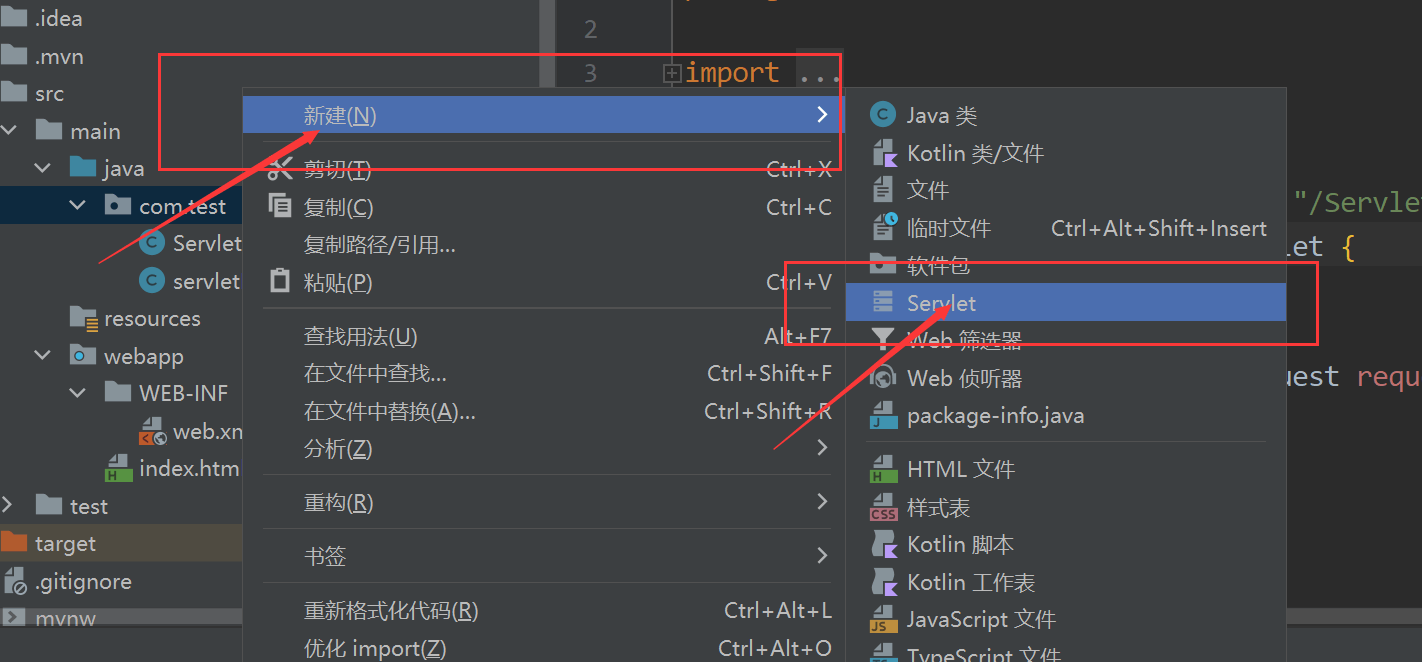 .idea
.mvn
src
main
java
com.test
Servlet
servlet
resources
webapp
WEB-INF
web.xm
index.htm
test
target
.gitignore
mvnw
2
3
import ...
"/Servle
let {
uest requ
新建(N)
剪切(T) Ctrl+X
复制(C) Ctrl+C
复制路径/引用...
粘贴(P) Ctrl+V
查找用法(U) Alt+F7
在文件中查找... Ctrl+Shift+F
在文件中替换(A)... Ctrl+Shift+R
分析(Z)
重构(R)
书签
重新格式化代码(R) Ctrl+Alt+L
优化 import(Z) Ctrl+Alt+O
Java 类
Kotlin 类/文件
文件
临时文件 Ctrl+Alt+Shift+Insert
软件包
Servlet
Web 筛选器
Web 侦听器
package-info.java
HTML 文件
样式表
Kotlin 脚本
Kotlin 工作表
JavaScript 文件
TypeScript 文件